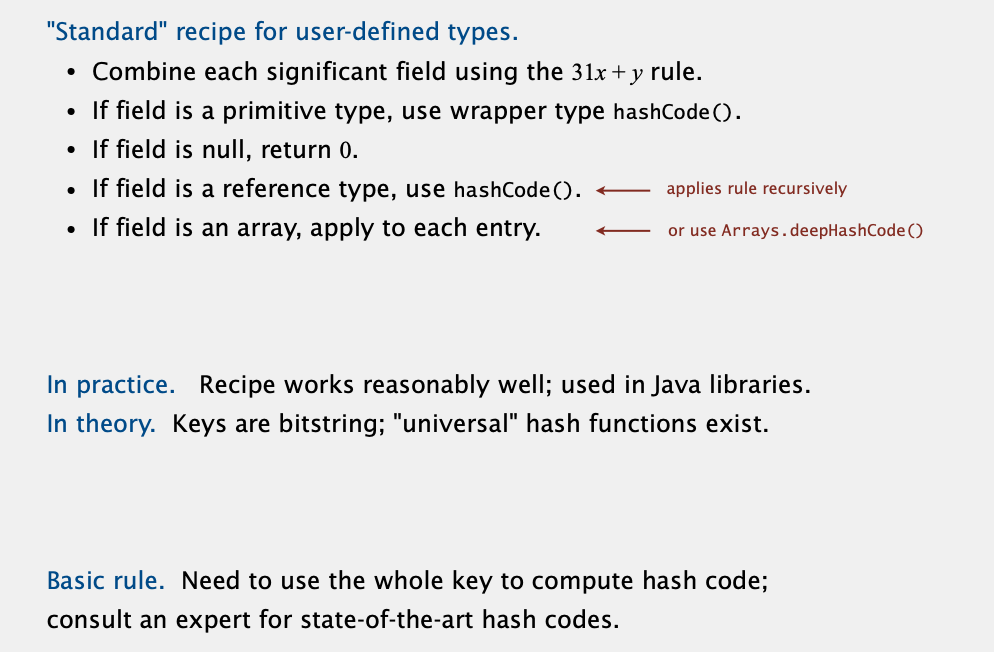 "Standard" recipe for user-defined types.
• Combine each significant field using the 31x + y rule.
• If field is a primitive type, use wrapper type hashCode().
• If field is null, return 0.
• If field is a reference type, use hashCode(). applies rule recursively
• If field is an array, apply to each entry. or use Arrays.deepHashCode()
In practice. Recipe works reasonably well; used in Java libraries.
In theory. Keys are bitstring; "universal" hash functions exist.
Basic rule. Need to use the whole key to compute hash code;
consult an expert for state-of-the-art hash codes.